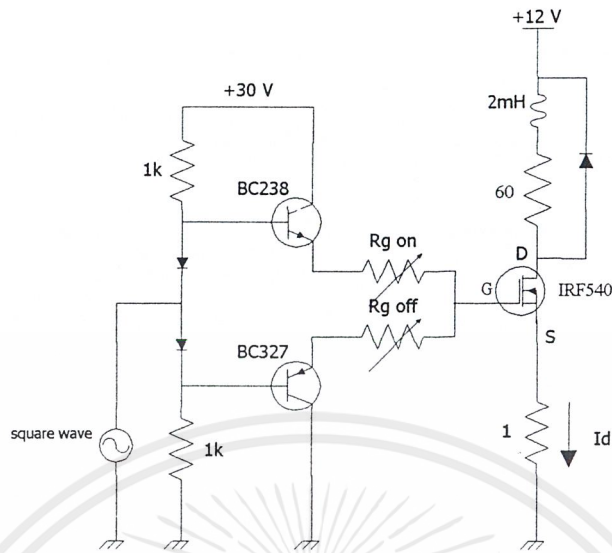 +12 V
+30 V
2mH
1k
BC238
60
Rg on
D
G
IRF540
Rg off
S
BC327
square wave
1k
1
Id